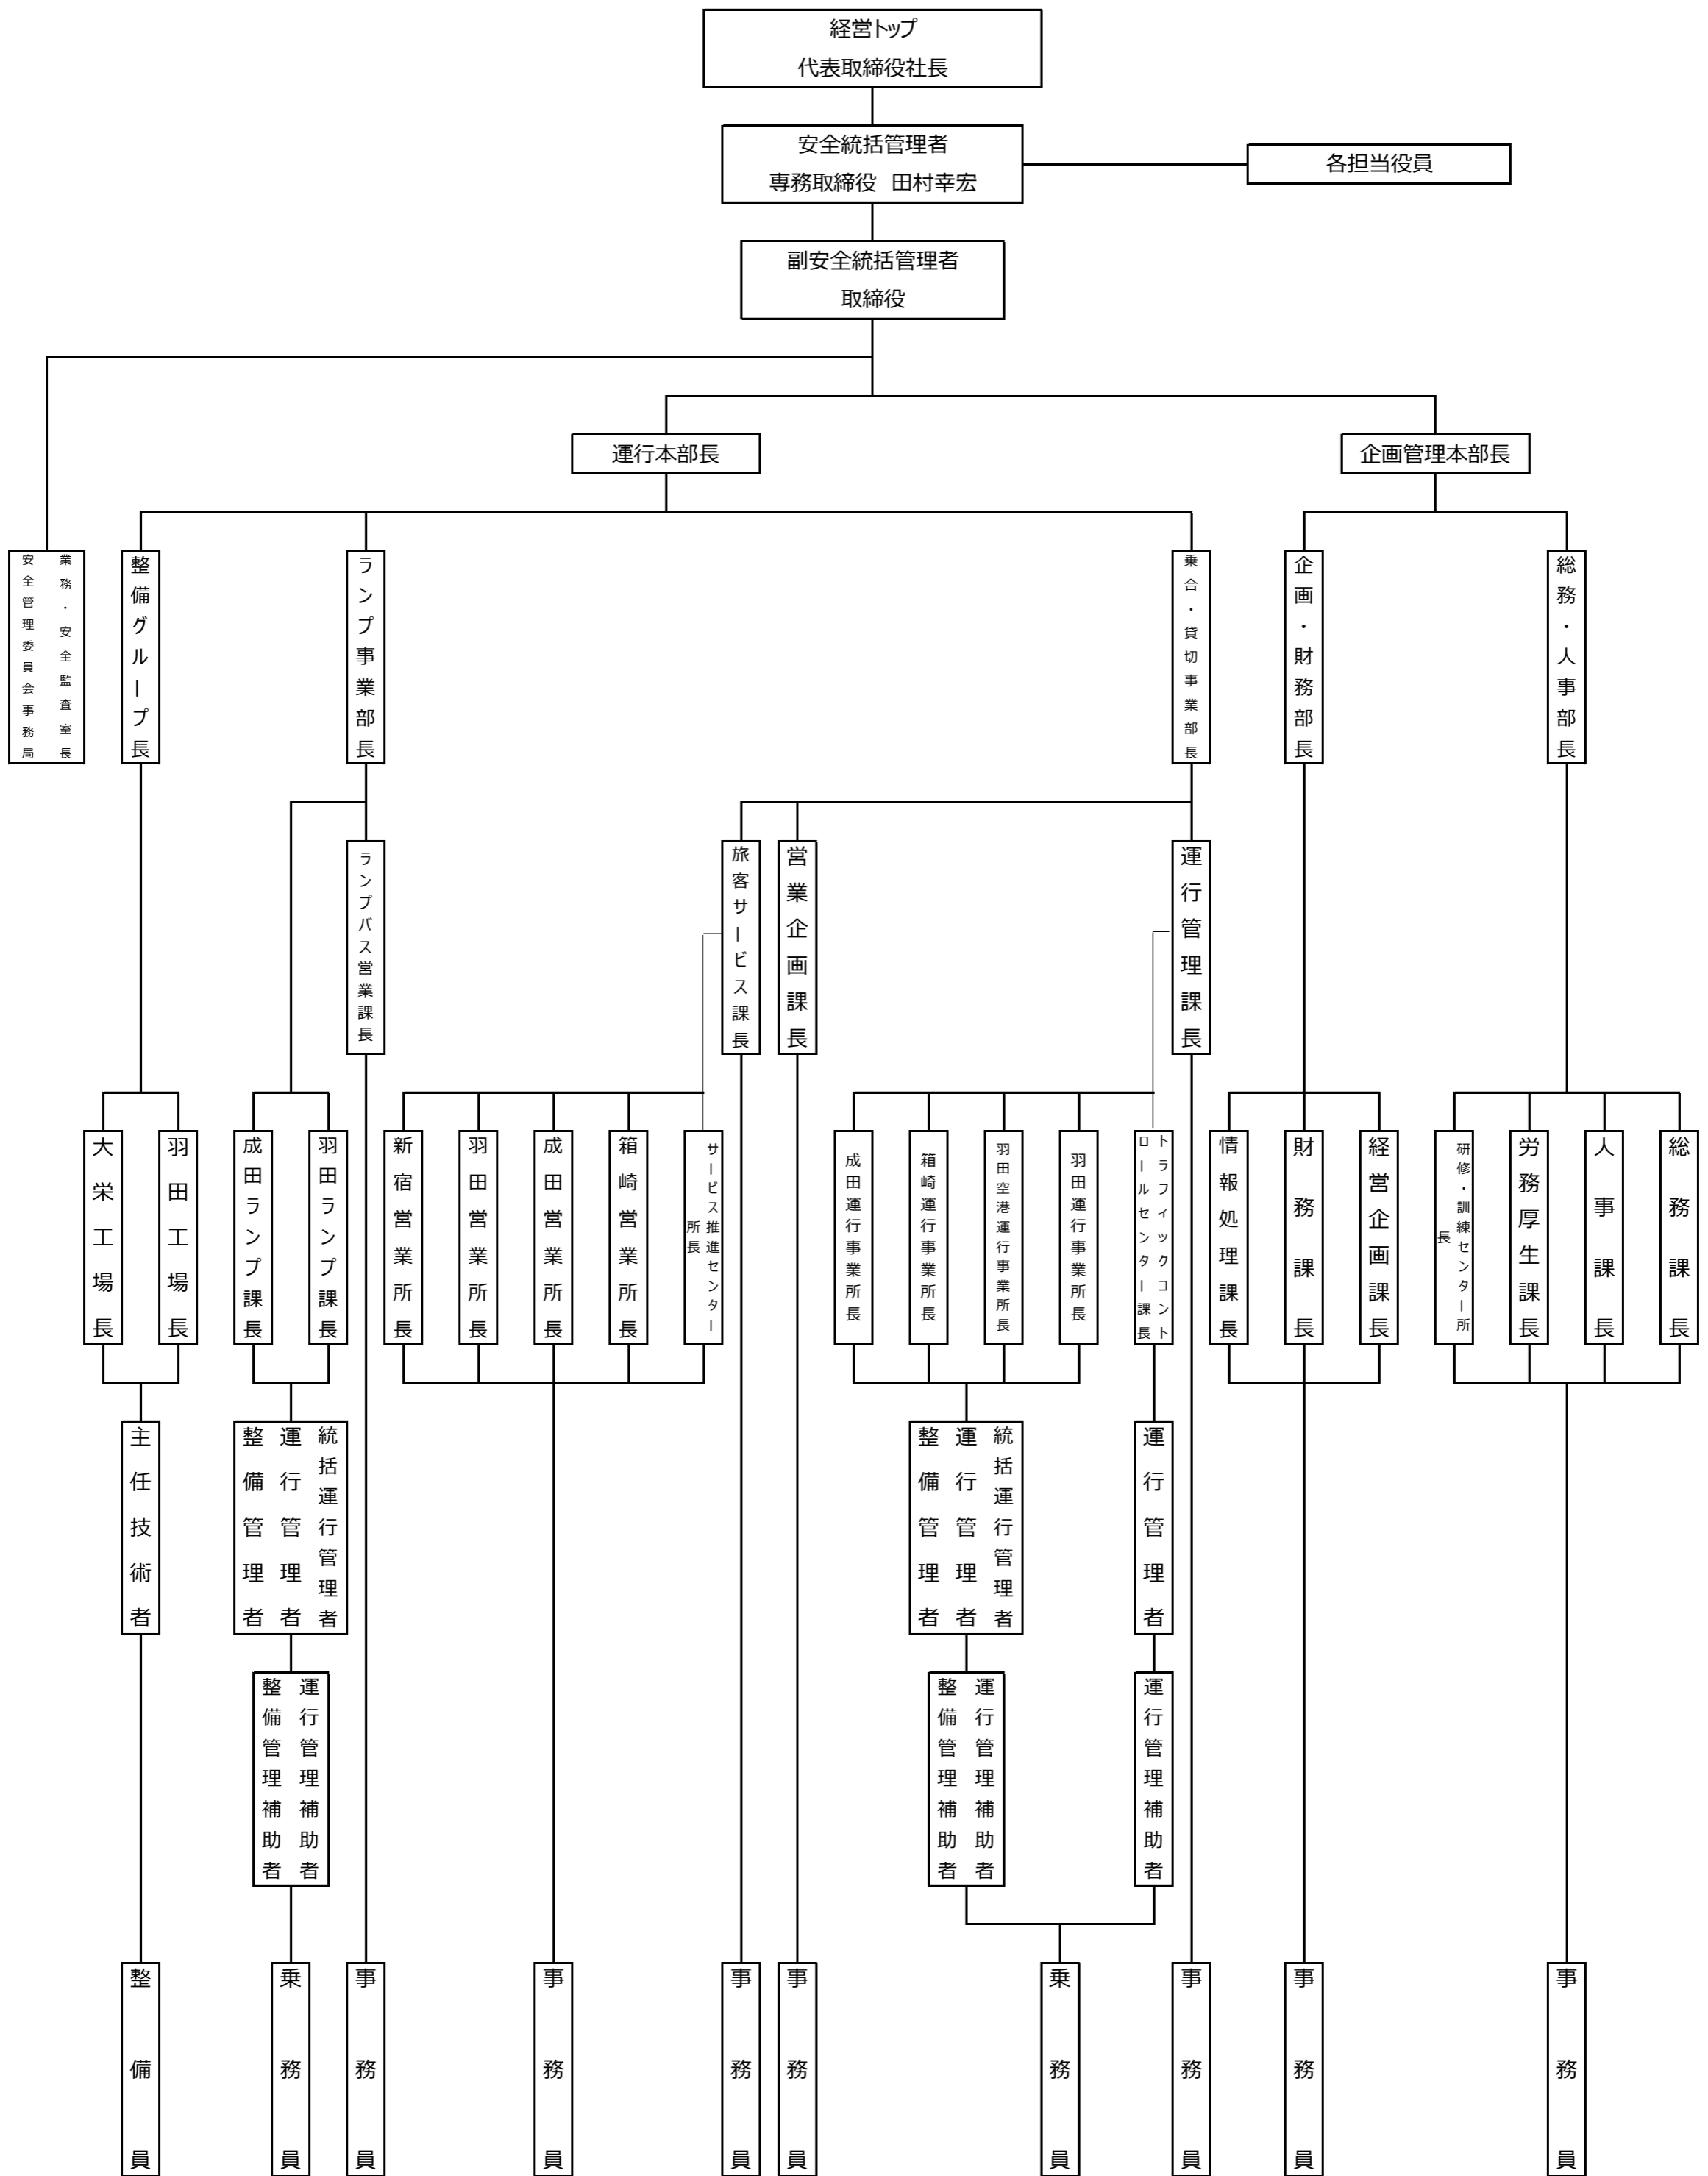 経営トップ
代表取締役社長
安全統括管理者
専務取締役 田村幸宏
各担当役員
副安全統括管理者
取締役
運行本部長
企画管理本部長
業務・安全監査室長
安全管理委員会事務局
整備グループ長
ランプ事業部長
乗合・貸切事業部長
企画・財務部長
総務・人事部長
ランプバス営業課長
旅客サービス課長
営業企画課長
運行管理課長
大栄工場長
羽田工場長
成田ランプ課長
羽田ランプ課長
新宿営業所長
羽田営業所長
成田営業所長
箱崎営業所長
サービス推進センター
所長
成田運行事業所長
箱崎運行事業所長
羽田空港運行事業所長
羽田運行事業所長
トラフィックコント
ロールセンター課長
情報処理課長
財務課長
経営企画課長
研修・訓練センター所
長
労務厚生課長
人事課長
総務課長
主任技術者
統括運行管理者
運行管理者
整備管理者
統括運行管理者
運行管理者
整備管理者
運行管理者
運行管理補助者
整備管理補助者
運行管理補助者
整備管理補助者
運行管理補助者
整備員
乗務員
事務員
事務員
事務員
事務員
乗務員
事務員
事務員
事務員